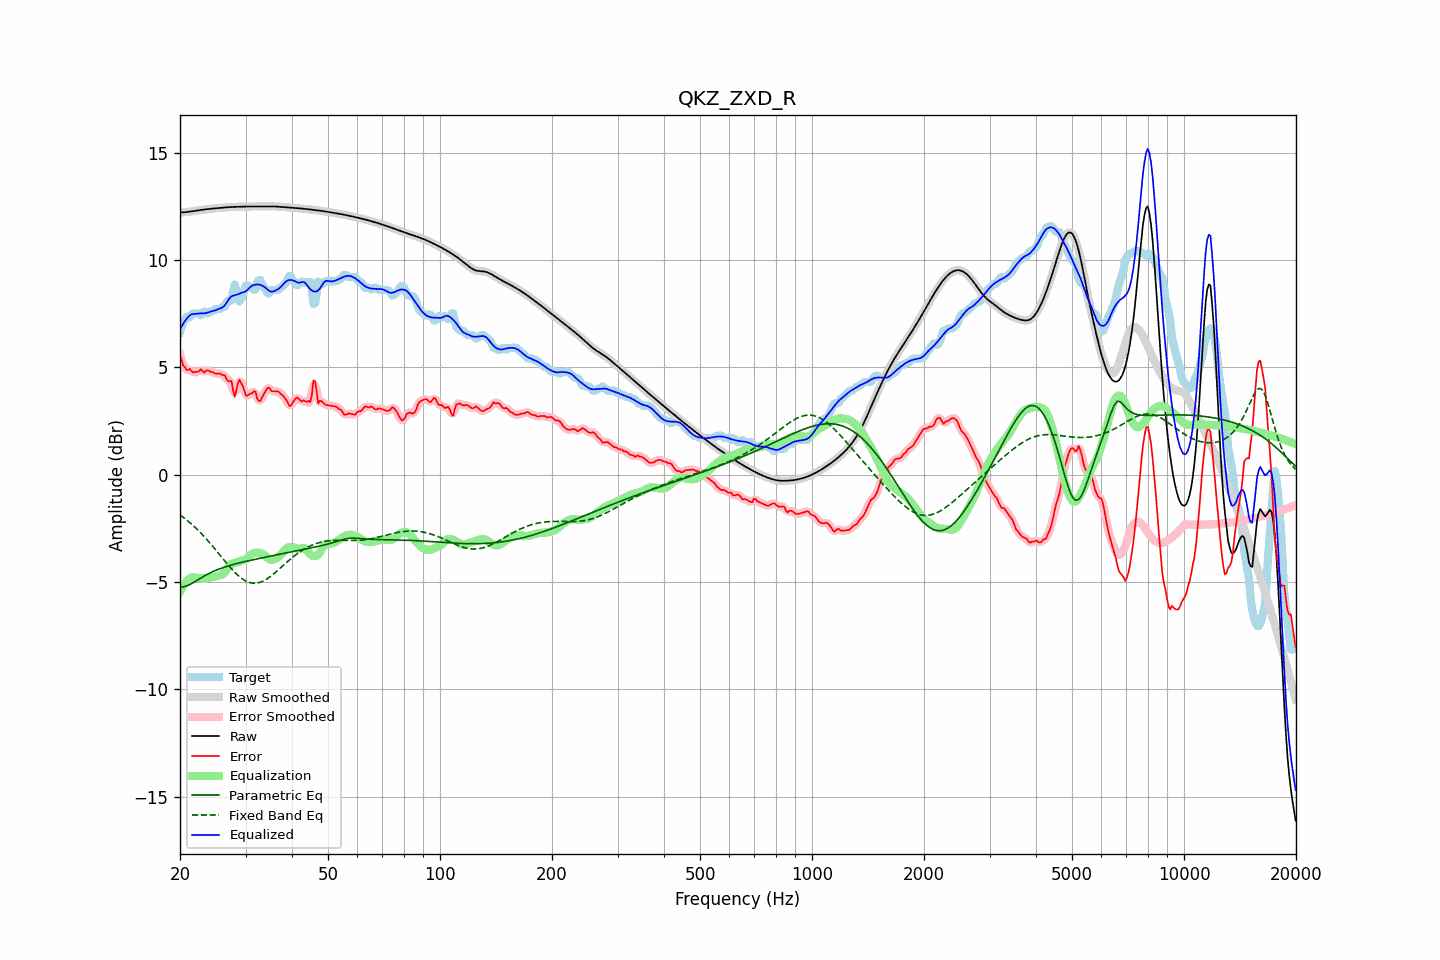 QKZ_ZXD_R
Amplitude (dBr)
15
10
5
0
−5
−10
−15
Target
Raw Smoothed
Error Smoothed
Raw
Error
Equalization
Parametric Eq
Fixed Band Eq
Equalized
20 50 100 200 500 1000 2000 5000 10000 20000
Frequency (Hz)